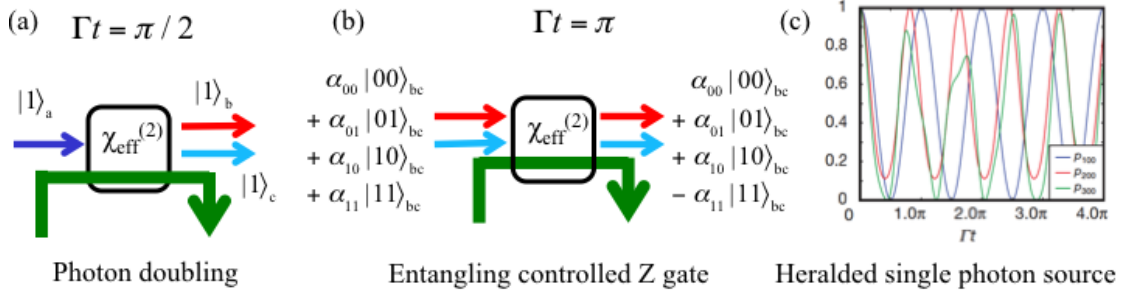 (a) Γt = π / 2
|1⟩a
|1⟩b
χeff(2)
|1⟩c
Photon doubling
(b) Γt = π
α00 |00⟩bc
+ α01 |01⟩bc
+ α10 |10⟩bc
+ α11 |11⟩bc
χeff(2)
α00 |00⟩bc
+ α01 |01⟩bc
+ α10 |10⟩bc
− α11 |11⟩bc
Entangling controlled Z gate
(c)
1
0.8
0.6
0.4
0.2
0
p100
p200
p300
0 1.0π 2.0π 3.0π 4.0π
Γt
Heralded single photon source